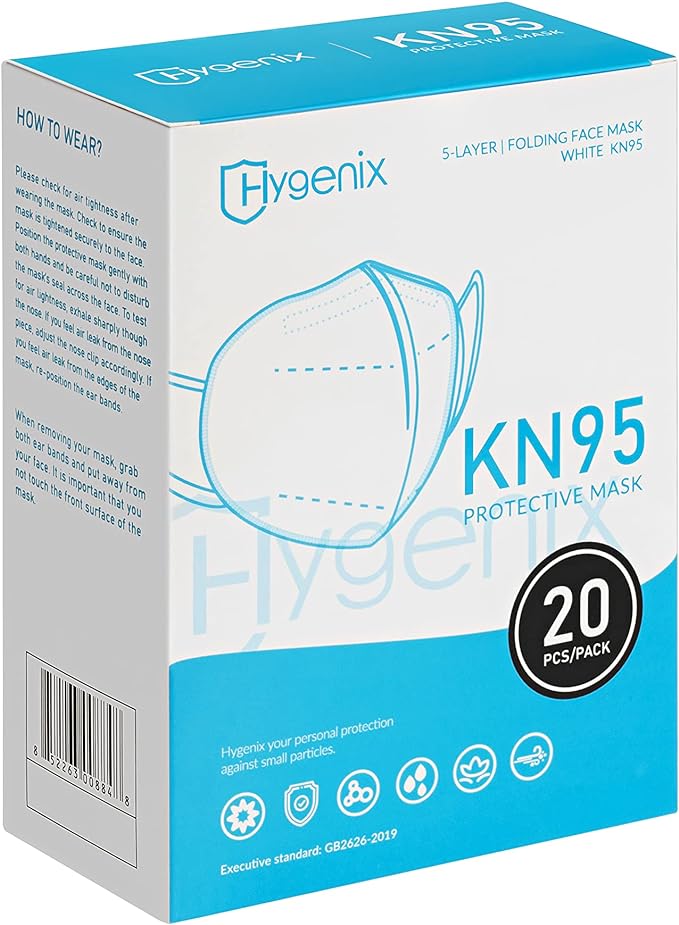 Hygenix | KN95
PROTECTIVE MASK
HOW TO WEAR?
Please check for air tightness after
wearing the mask. Check to ensure the
mask is tightened securely to the face.
Position the protective mask gently with
both hands and be careful not to disturb
the mask's seal across the face. To test
for air tightness, exhale sharply though
the nose. If you feel air leak from the nose
piece, adjust the nose clip accordingly. If
you feel air leak from the edges of the
mask, re-position the ear bands.
When removing your mask, grab
both ear bands and put away from
your face. It is important that you
not touch the front surface of the
mask.
8 52263 00884 8
Hygenix
5-LAYER | FOLDING FACE MASK
WHITE KN95
KN95
PROTECTIVE MASK
Hygenix
20
PCS/PACK
Hygenix your personal protection
against small particles.
Executive standard: GB2626-2019